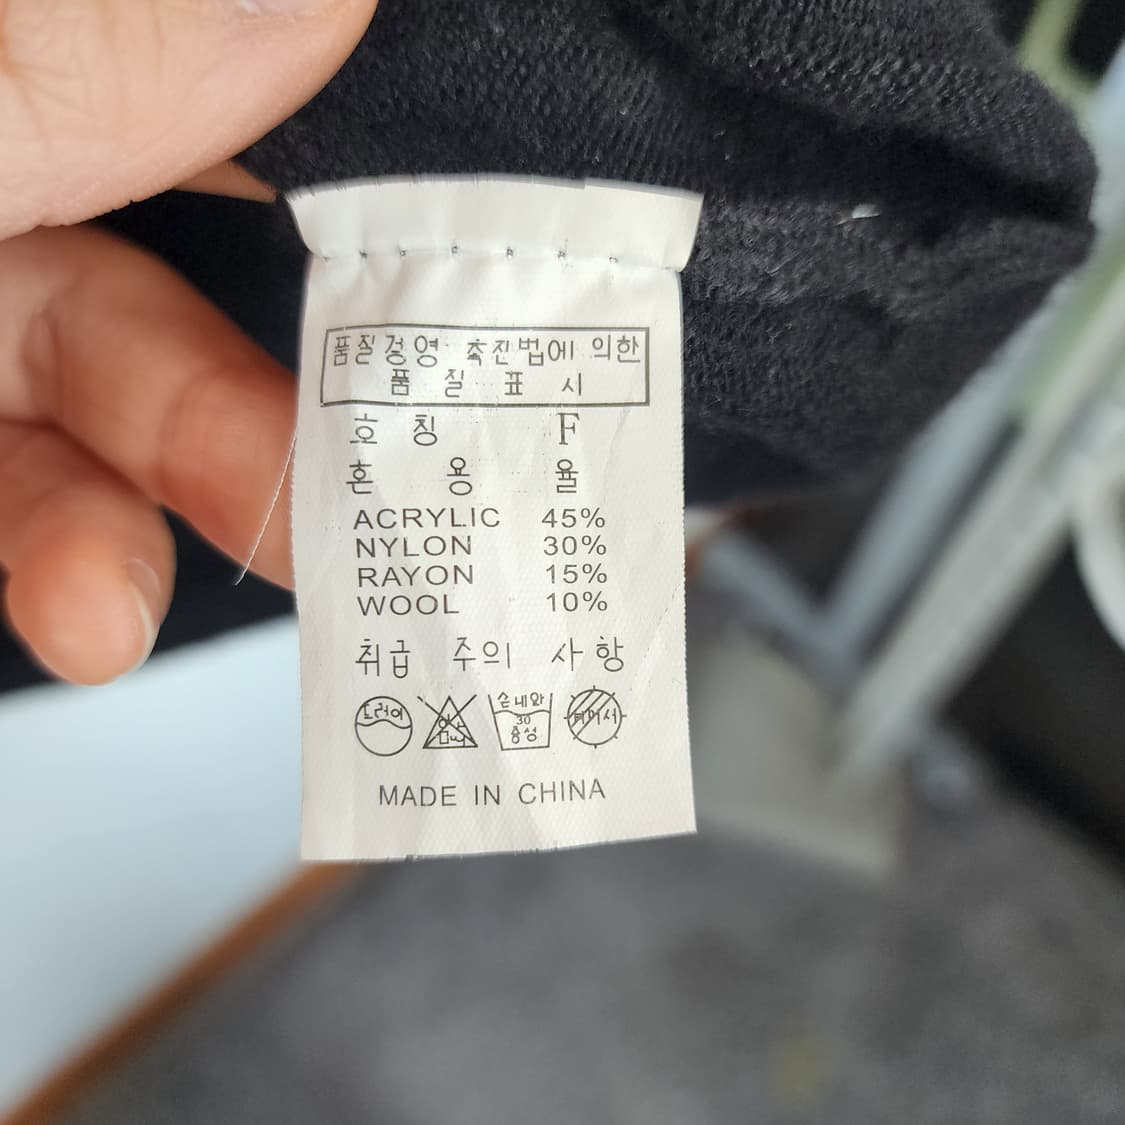 품질경영 촉진법에 의한
품 질 표 시
호 칭 F
혼 용 율
ACRYLIC 45%
NYLON 30%
RAYON 15%
WOOL 10%
취급 주의 사 항
드라이
손세탁
30
중성
MADE IN CHINA